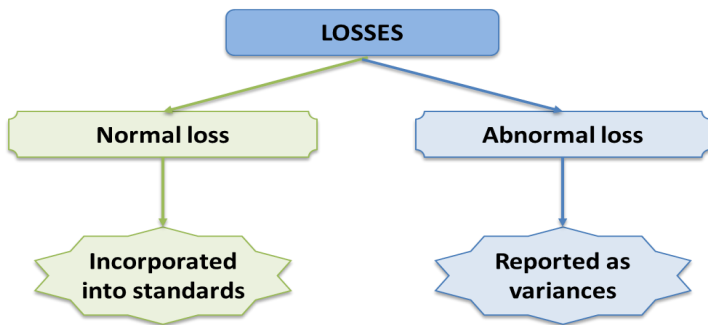 LOSSES
Normal loss
Abnormal loss
Incorporated
into standards
Reported as
variances